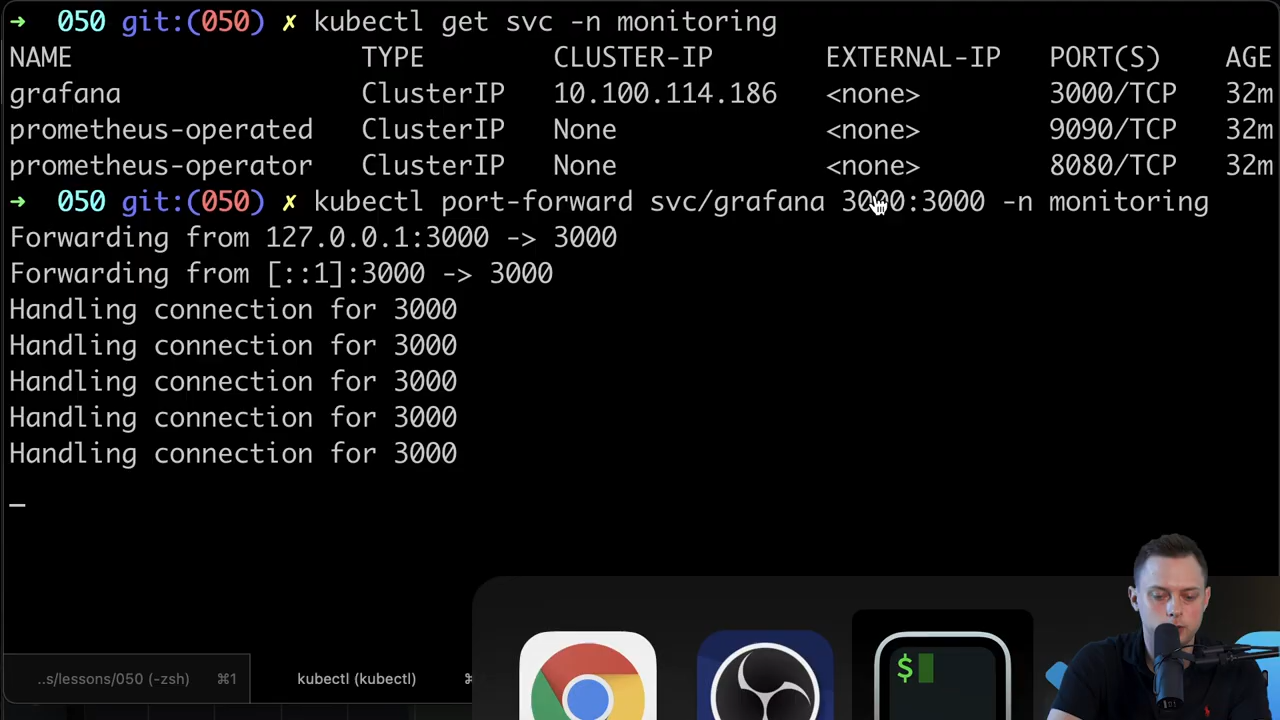 ➜  050 git:(050) ✗ kubectl get svc -n monitoring
NAME                  TYPE        CLUSTER-IP       EXTERNAL-IP   PORT(S)    AGE
grafana               ClusterIP   10.100.114.186   <none>        3000/TCP   32m
prometheus-operated   ClusterIP   None             <none>        9090/TCP   32m
prometheus-operator   ClusterIP   None             <none>        8080/TCP   32m
➜  050 git:(050) ✗ kubectl port-forward svc/grafana 3000:3000 -n monitoring
Forwarding from 127.0.0.1:3000 -> 3000
Forwarding from [::1]:3000 -> 3000
Handling connection for 3000
Handling connection for 3000
Handling connection for 3000
Handling connection for 3000
Handling connection for 3000
..s/lessons/050 (-zsh) ⌘1 kubectl (kubectl) ⌘
$